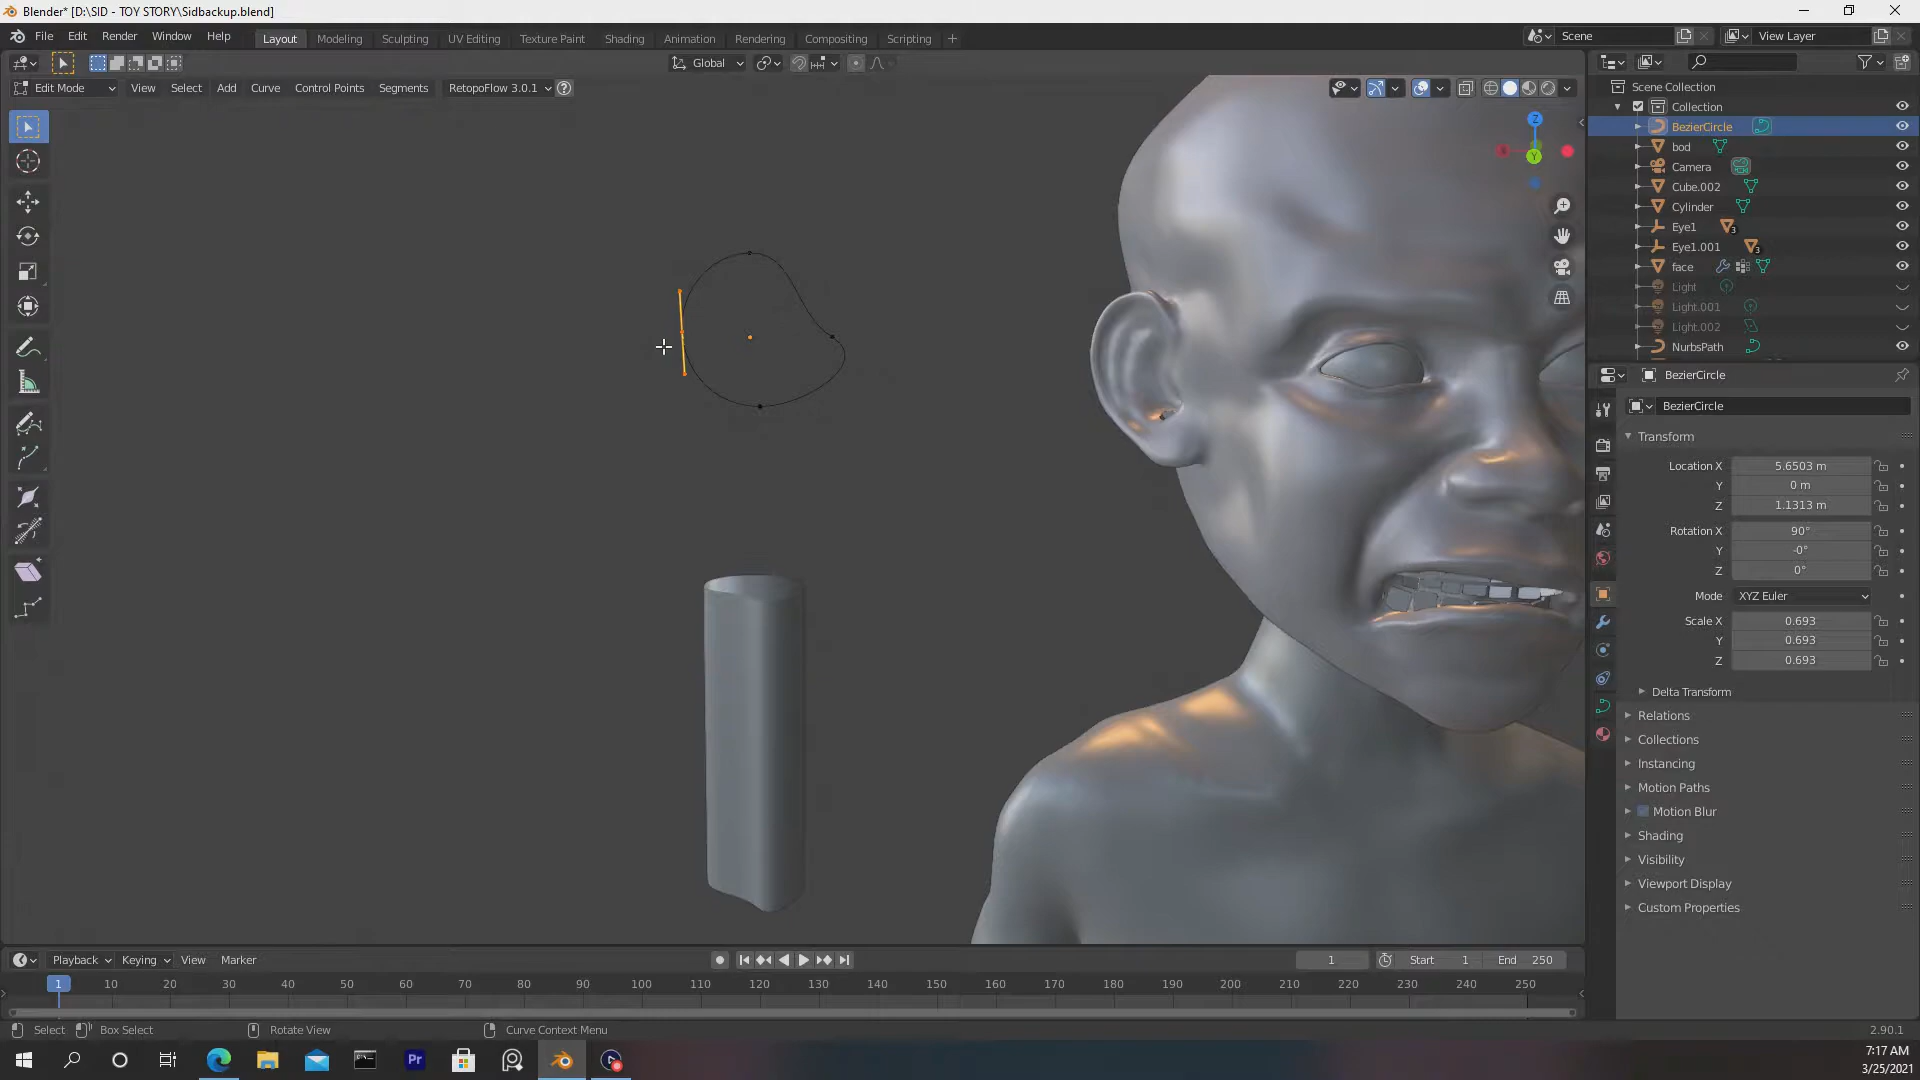 Blender* [D:\SID - TOY STORY\Sidbackup.blend]
File Edit Render Window Help Layout Modeling Sculpting UV Editing Texture Paint Shading Animation Rendering Compositing Scripting + Scene View Layer
Global
Edit Mode View Select Add Curve Control Points Segments RetopoFlow 3.0.1 ?
Scene Collection
Collection
BezierCircle
bod
Camera
Cube.002
Cylinder
Eye1 3
Eye1.001 3
face
Light
Light.001
Light.002
NurbsPath
Z
Y
BezierCircle
BezierCircle
Transform
Location X 5.6503 m
Y 0 m
Z 1.1313 m
Rotation X 90°
Y -0°
Z 0°
Mode XYZ Euler
Scale X 0.693
Y 0.693
Z 0.693
Delta Transform
Relations
Collections
Instancing
Motion Paths
Motion Blur
Shading
Visibility
Viewport Display
Custom Properties
Playback Keying View Marker 1 Start 1 End 250
1 10 20 30 40 50 60 70 80 90 100 110 120 130 140 150 160 170 180 190 200 210 220 230 240 250
Select Box Select Rotate View Curve Context Menu 2.90.1
Pr
7:17 AM
3/25/2021